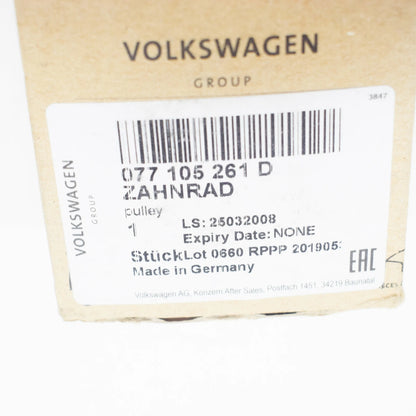 VOLKSWAGEN
GROUP
3847
VOLKSWAGEN
GROUP
077 105 261 D
ZAHNRAD
pulley
1
LS: 25032008
Expiry Date: NONE
Stück Lot 0660 RPPP 201905
Made in Germany
EAC
Volkswagen AG, Konzern After Sales, Postfach 1451, 34219 Baunatal